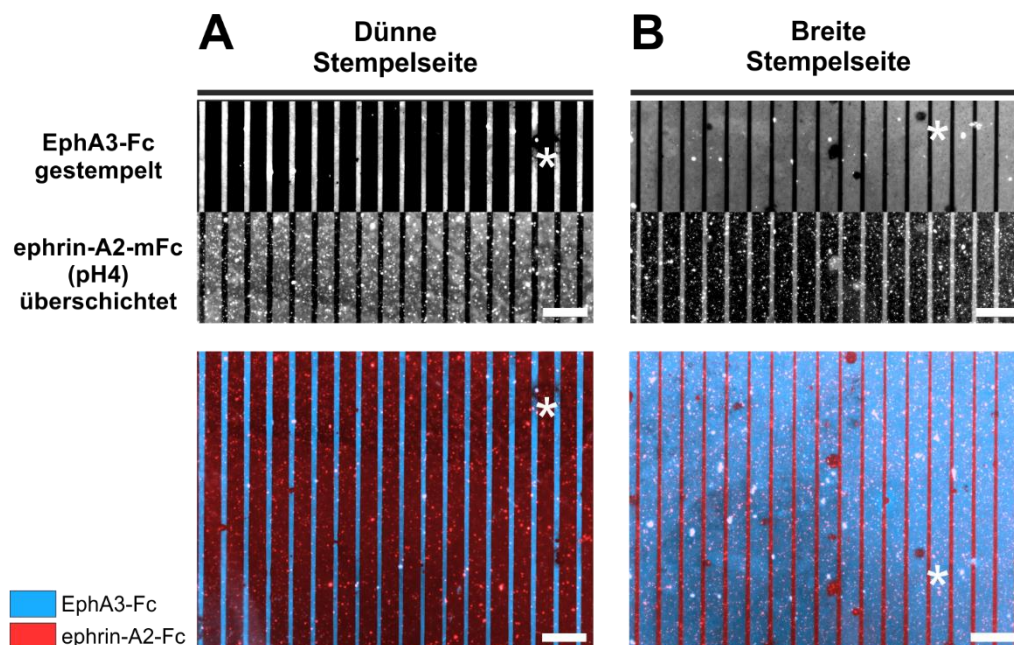 A
Dünne
Stempelseite
B
Breite
Stempelseite
EphA3-Fc
gestempelt
*
*
ephrin-A2-mFc
(pH4)
überschichtet
*
*
EphA3-Fc
ephrin-A2-Fc